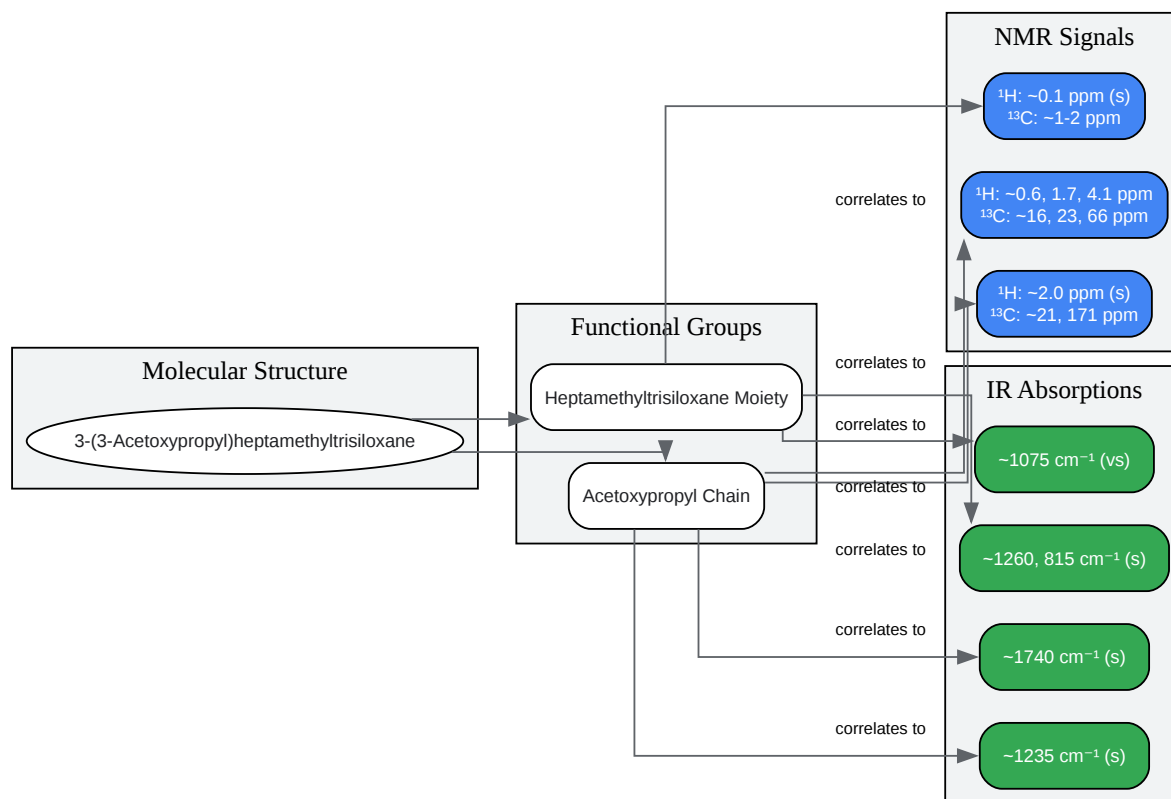 Molecular Structure
3-(3-Acetoxypropyl)heptamethyltrisiloxane
Functional Groups
Heptamethyltrisiloxane Moiety
Acetoxypropyl Chain
correlates to
correlates to
correlates to
correlates to
correlates to
correlates to
correlates to
NMR Signals
¹H: ~0.1 ppm (s)
¹³C: ~1-2 ppm
¹H: ~0.6, 1.7, 4.1 ppm
¹³C: ~16, 23, 66 ppm
¹H: ~2.0 ppm (s)
¹³C: ~21, 171 ppm
IR Absorptions
~1075 cm⁻¹ (vs)
~1260, 815 cm⁻¹ (s)
~1740 cm⁻¹ (s)
~1235 cm⁻¹ (s)